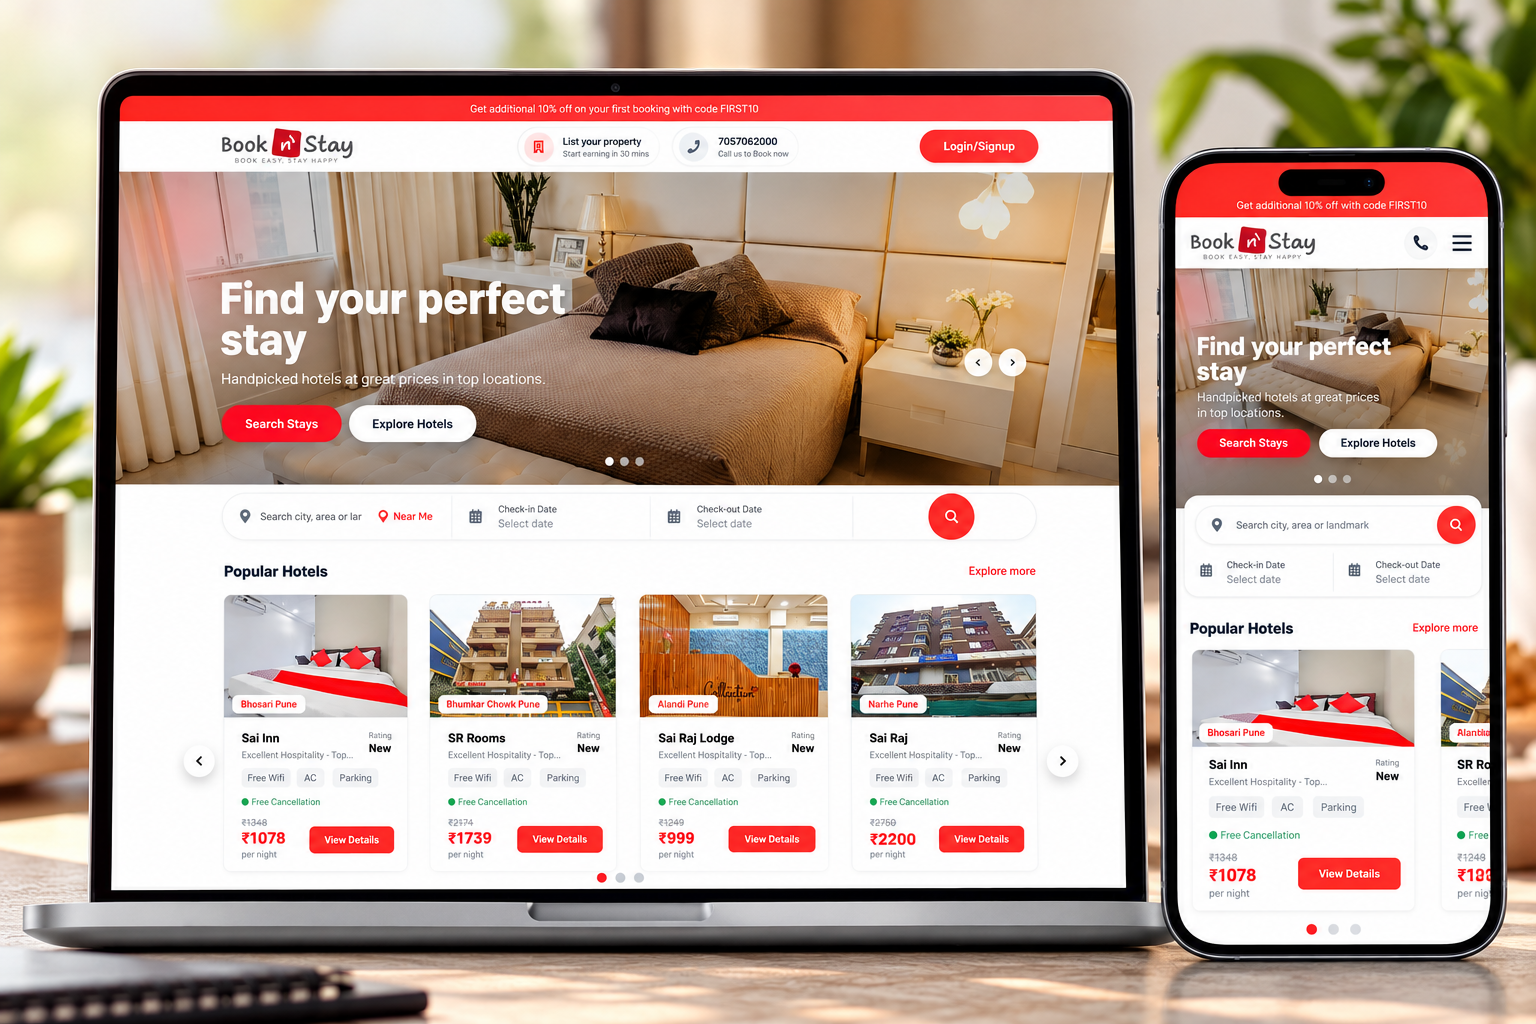 Get additional 10% off on your first booking with code FIRST10
Book n' Stay
BOOK EASY, STAY HAPPY
List your property
Start earning in 30 mins
7057062000
Call us to Book now
Login/Signup
Find your perfect
stay
Handpicked hotels at great prices in top locations.
Search Stays
Explore Hotels
Search city, area or lar
Near Me
Check-in Date
Select date
Check-out Date
Select date
Popular Hotels
Explore more
Bhosari Pune
Sai Inn
Rating
New
Excellent Hospitality - Top...
Free Wifi
AC
Parking
Free Cancellation
₹1348
₹1078
per night
View Details
Bhumkar Chowk Pune
SR Rooms
Rating
New
Excellent Hospitality - Top...
Free Wifi
AC
Parking
Free Cancellation
₹2174
₹1739
per night
View Details
Collection
Alandi Pune
Sai Raj Lodge
Rating
New
Excellent Hospitality - Top...
Free Wifi
AC
Parking
Free Cancellation
₹1249
₹999
per night
View Details
Narhe Pune
Sai Raj
Rating
New
Excellent Hospitality - Top...
Free Wifi
AC
Parking
Free Cancellation
₹2750
₹2200
per night
View Details
Get additional 10% off with code FIRST10
Book n' Stay
BOOK EASY, STAY HAPPY
Find your perfect
stay
Handpicked hotels at great prices
in top locations.
Search Stays
Explore Hotels
Search city, area or landmark
Check-in Date
Select date
Check-out Date
Select date
Popular Hotels
Explore more
Bhosari Pune
Sai Inn
Rating
New
Excellent Hospitality - Top...
Free Wifi
AC
Parking
Free Cancellation
₹1348
₹1078
per night
View Details
SR Ro
Excellen
Free W
Free
₹1249
per nig